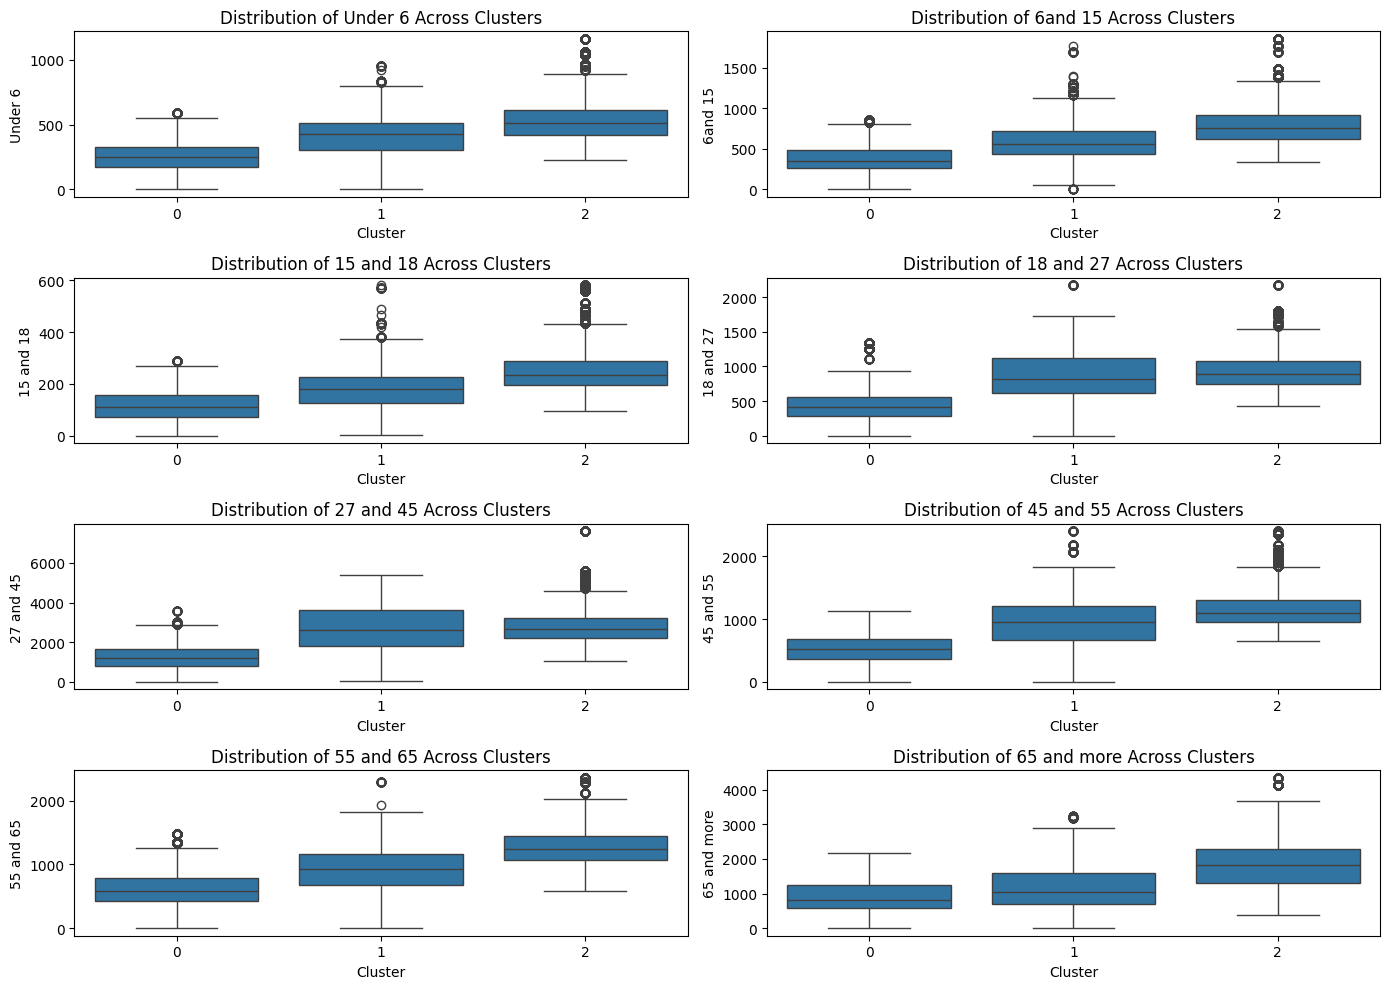 Distribution of Under 6 Across Clusters
Under 6
1000
500
0
0 1 2
Cluster
Distribution of 6and 15 Across Clusters
6and 15
1500
1000
500
0
0 1 2
Cluster
Distribution of 15 and 18 Across Clusters
15 and 18
600
400
200
0
0 1 2
Cluster
Distribution of 18 and 27 Across Clusters
18 and 27
2000
1500
1000
500
0
0 1 2
Cluster
Distribution of 27 and 45 Across Clusters
27 and 45
6000
4000
2000
0
0 1 2
Cluster
Distribution of 45 and 55 Across Clusters
45 and 55
2000
1000
0
0 1 2
Cluster
Distribution of 55 and 65 Across Clusters
55 and 65
2000
1000
0
0 1 2
Cluster
Distribution of 65 and more Across Clusters
65 and more
4000
3000
2000
1000
0
0 1 2
Cluster